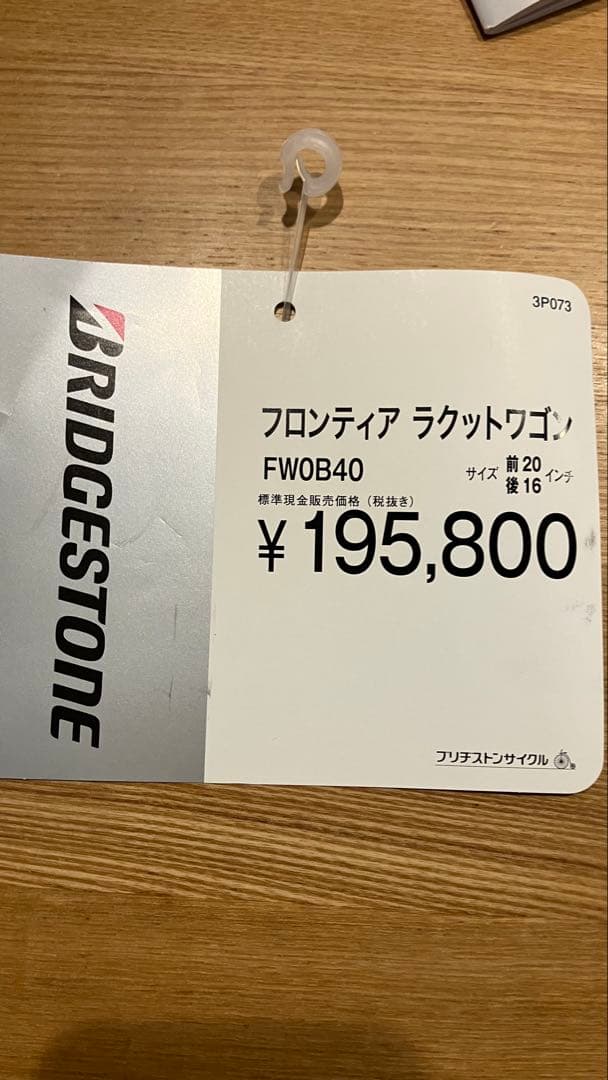 BRIDGESTONE
3P073
フロンティア ラクットワゴン
FW0B40 サイズ 前20 後16 インチ
標準現金販売価格（税抜き）
¥195,800
ブリヂストンサイクル